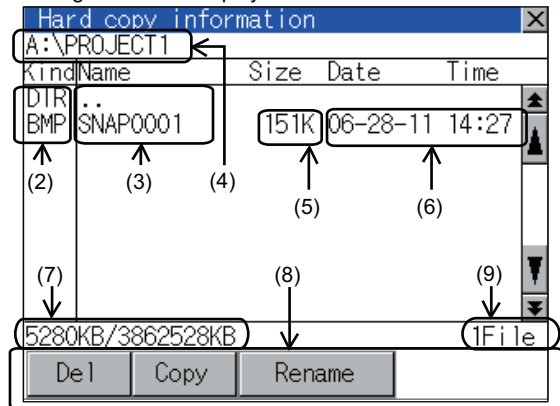 Hard copy information ×
A:\PROJECT1
Kind Name Size Date Time
DIR ..
BMP SNAP0001 151K 06-28-11 14:27
(2) (3) (4) (5) (6)
(7) (8) (9)
5280KB/3862528KB 1File
Del Copy Rename